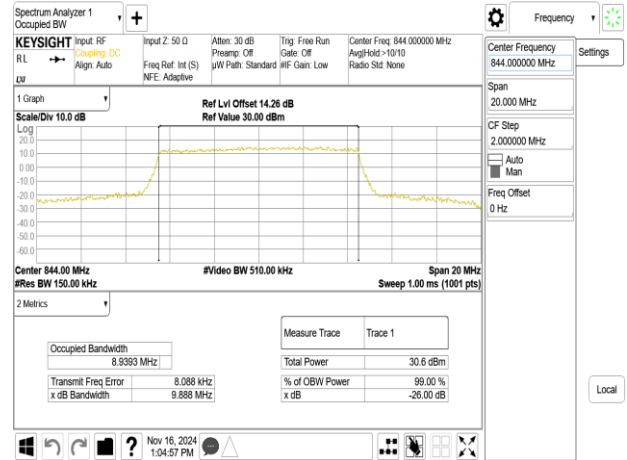 Spectrum Analyzer 1
Occupied BW
Frequency
KEYSIGHT
Input: RF
Input Z: 50 Ω
Atten: 30 dB
Trig: Free Run
Center Freq: 844.000000 MHz
RL
Coupling: DC
Preamp: Off
Gate: Off
Avg|Hold:>10/10
Align: Auto
Freq Ref: Int (S)
µW Path: Standard
#IF Gain: Low
Radio Std: None
NFE: Adaptive
LXI
Center Frequency
844.000000 MHz
Settings
Span
20.000 MHz
CF Step
2.000000 MHz
Auto
Man
Freq Offset
0 Hz
Local
1 Graph
Ref Lvl Offset 14.26 dB
Scale/Div 10.0 dB
Ref Value 30.00 dBm
Log
20.0
10.0
0.00
-10.0
-20.0
-30.0
-40.0
-50.0
-60.0
Center 844.00 MHz
#Video BW 510.00 kHz
Span 20 MHz
#Res BW 150.00 kHz
Sweep 1.00 ms (1001 pts)
2 Metrics
Measure Trace
Trace 1
Occupied Bandwidth
8.9393 MHz
Total Power
30.6 dBm
Transmit Freq Error
8.088 kHz
% of OBW Power
99.00 %
x dB Bandwidth
9.888 MHz
x dB
-26.00 dB
?
Nov 16, 2024
1:04:57 PM